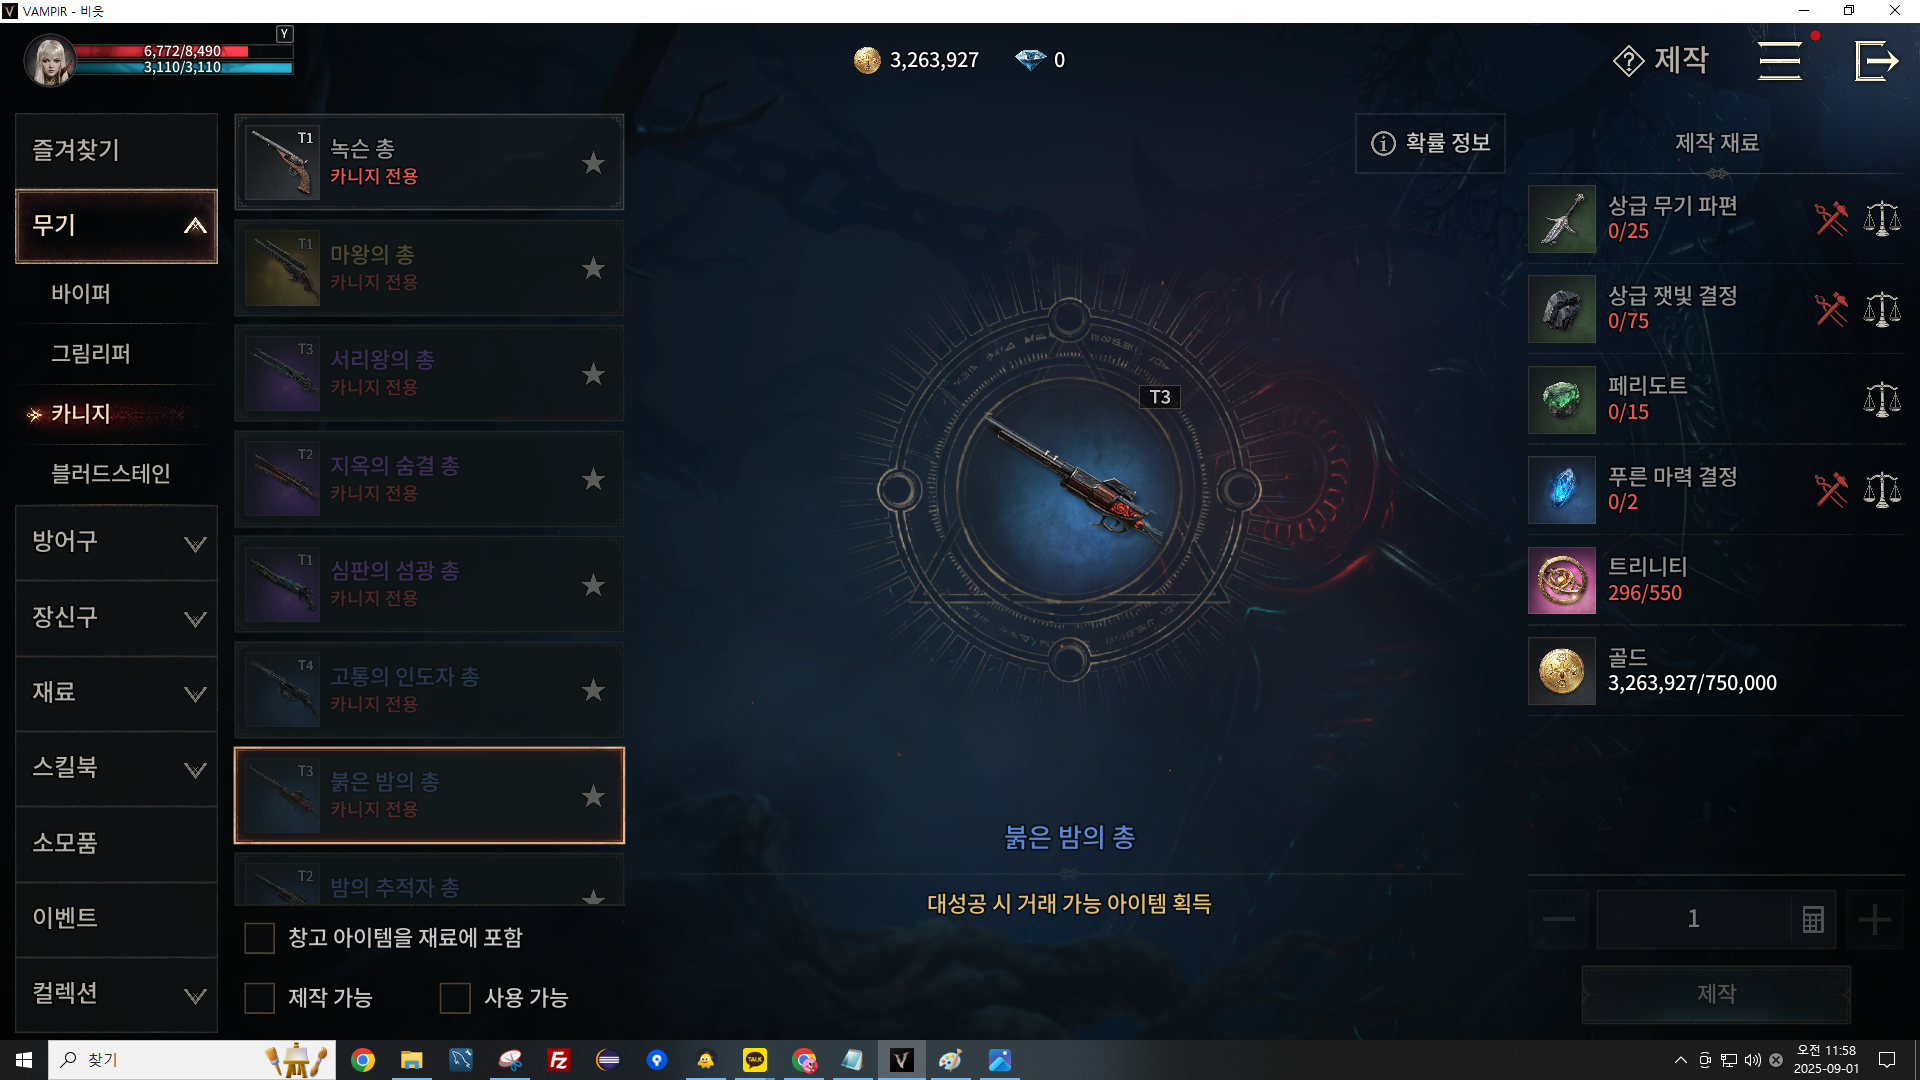 VAMPIR - 비읏
Y
6,772/8,490
3,110/3,110
3,263,927
0
제작
즐겨찾기
무기
바이퍼
그림리퍼
카니지
블러드스테인
방어구
장신구
재료
스킬북
소모품
이벤트
컬렉션
T1
녹슨 총
카니지 전용
T1
마왕의 총
카니지 전용
T3
서리왕의 총
카니지 전용
T2
지옥의 숨결 총
카니지 전용
T1
심판의 섬광 총
카니지 전용
T4
고통의 인도자 총
카니지 전용
T3
붉은 밤의 총
카니지 전용
T2
밤의 추적자 총
창고 아이템을 재료에 포함
제작 가능
사용 가능
확률 정보
T3
붉은 밤의 총
대성공 시 거래 가능 아이템 획득
제작 재료
상급 무기 파편
0/25
상급 잿빛 결정
0/75
페리도트
0/15
푸른 마력 결정
0/2
트리니티
296/550
골드
3,263,927/750,000
1
제작
찾기
TALK
오전 11:58
2025-09-01